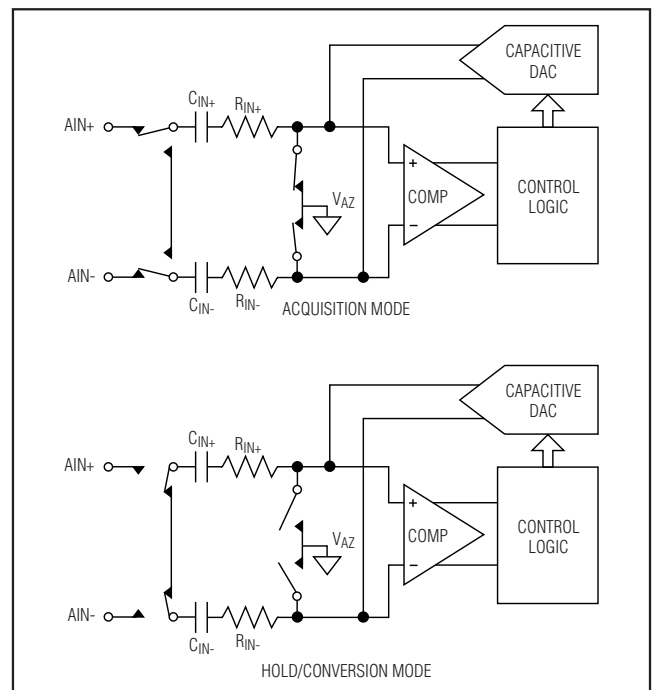 CAPACITIVE
DAC
CIN+
RIN+
AIN+
+
COMP
−
VAZ
CONTROL
LOGIC
AIN-
CIN-
RIN-
ACQUISITION MODE
CAPACITIVE
DAC
CIN+
RIN+
AIN+
+
COMP
−
VAZ
CONTROL
LOGIC
AIN-
CIN-
RIN-
HOLD/CONVERSION MODE